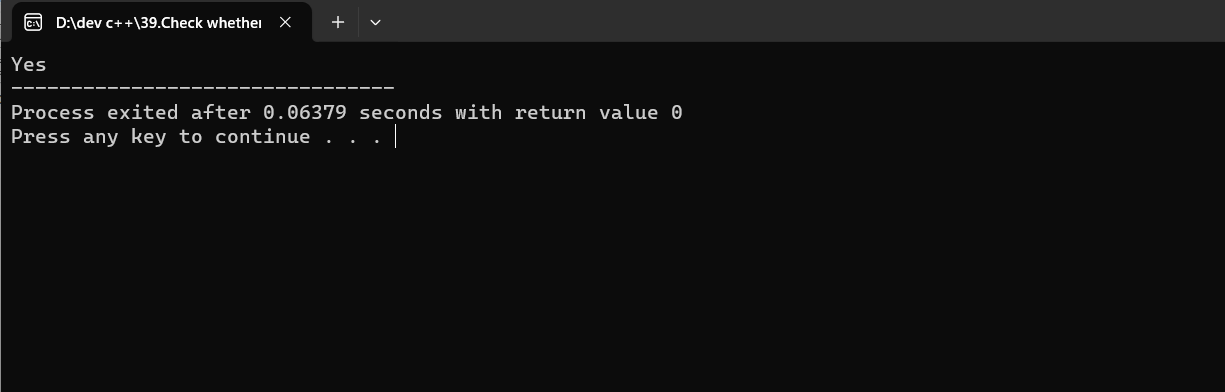 D:\dev c++\39.Check whether
Yes
--------------------------------
Process exited after 0.06379 seconds with return value 0
Press any key to continue . . .